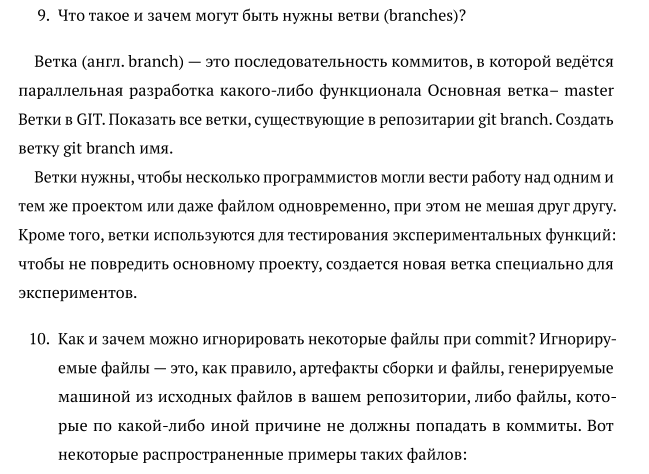 9. Что такое и зачем могут быть нужны ветви (branches)?
Ветка (англ. branch) — это последовательность коммитов, в которой ведётся
параллельная разработка какого-либо функционала Основная ветка– master
Ветки в GIT. Показать все ветки, существующие в репозитарии git branch. Создать
ветку git branch имя.
Ветки нужны, чтобы несколько программистов могли вести работу над одним и
тем же проектом или даже файлом одновременно, при этом не мешая друг другу.
Кроме того, ветки используются для тестирования экспериментальных функций:
чтобы не повредить основному проекту, создается новая ветка специально для
экспериментов.
10. Как и зачем можно игнорировать некоторые файлы при commit? Игнориру-
емые файлы — это, как правило, артефакты сборки и файлы, генерируемые
машиной из исходных файлов в вашем репозитории, либо файлы, кото-
рые по какой-либо иной причине не должны попадать в коммиты. Вот
некоторые распространенные примеры таких файлов: